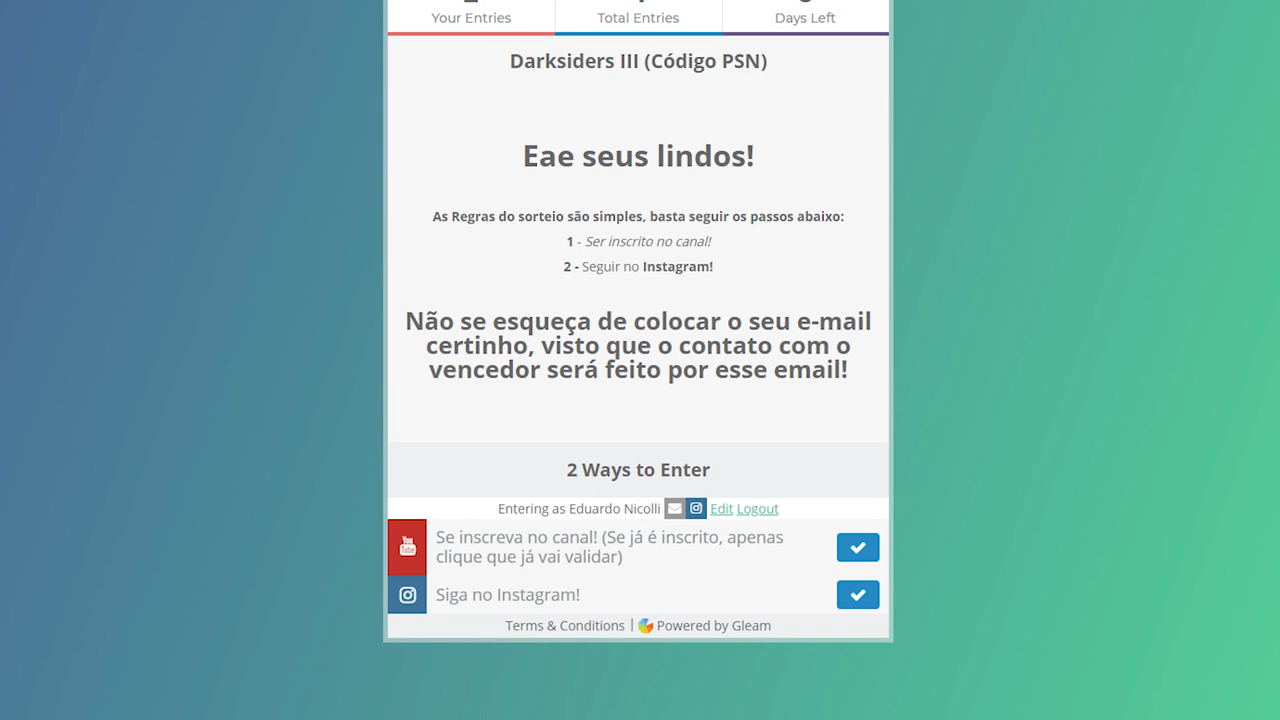 Your Entries
Total Entries
Days Left
Darksiders III (Código PSN)
Eae seus lindos!
As Regras do sorteio são simples, basta seguir os passos abaixo:
1 - Ser inscrito no canal!
2 - Seguir no Instagram!
Não se esqueça de colocar o seu e-mail
certinho, visto que o contato com o
vencedor será feito por esse email!
2 Ways to Enter
Entering as Eduardo Nicolli Edit Logout
You Tube
Se inscreva no canal! (Se já é inscrito, apenas
clique que já vai validar)
Siga no Instagram!
Terms & Conditions | Powered by Gleam